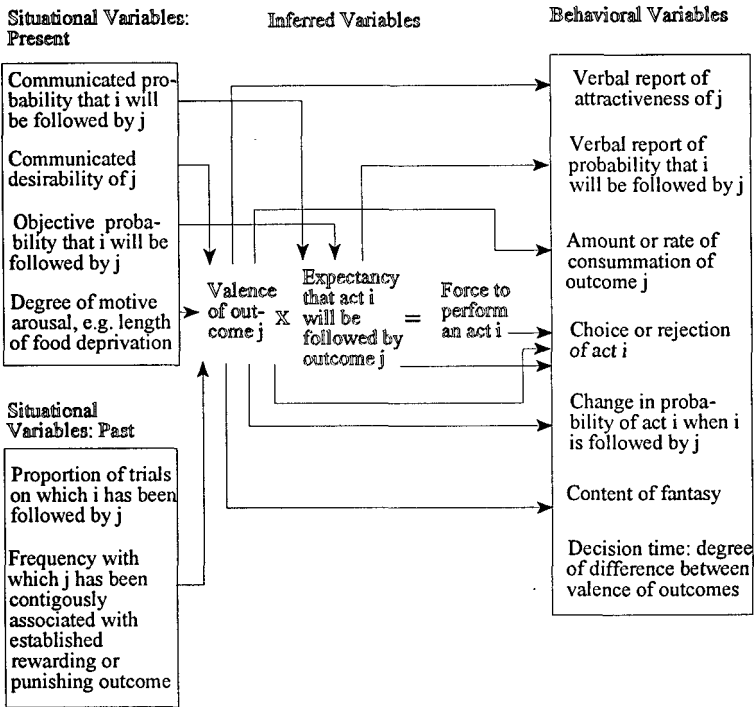 Situational Variables:
Present
Inferred Variables
Behavioral Variables
Communicated pro-
bability that i will
be followed by j
Communicated
desirability of j
Objective proba-
bility that i will be
followed by j
Degree of motive
arousal, e.g. length
of food deprivation
Situational
Variables: Past
Proportion of trials
on which i has been
followed by j
Frequency with
which j has been
contigously
associated with
established
rewarding or
punishing outcome
Valence
of out-
come j
X
Expectancy
that act i
will be
followed by
outcome j
=
Force to
perform
an act i
Verbal report of
attractiveness of j
Verbal report of
probability that i
will be followed by j
Amount or rate of
consummation of
outcome j
Choice or rejection
of act i
Change in proba-
bility of act i when i
is followed by j
Content of fantasy
Decision time: degree
of difference between
valence of outcomes